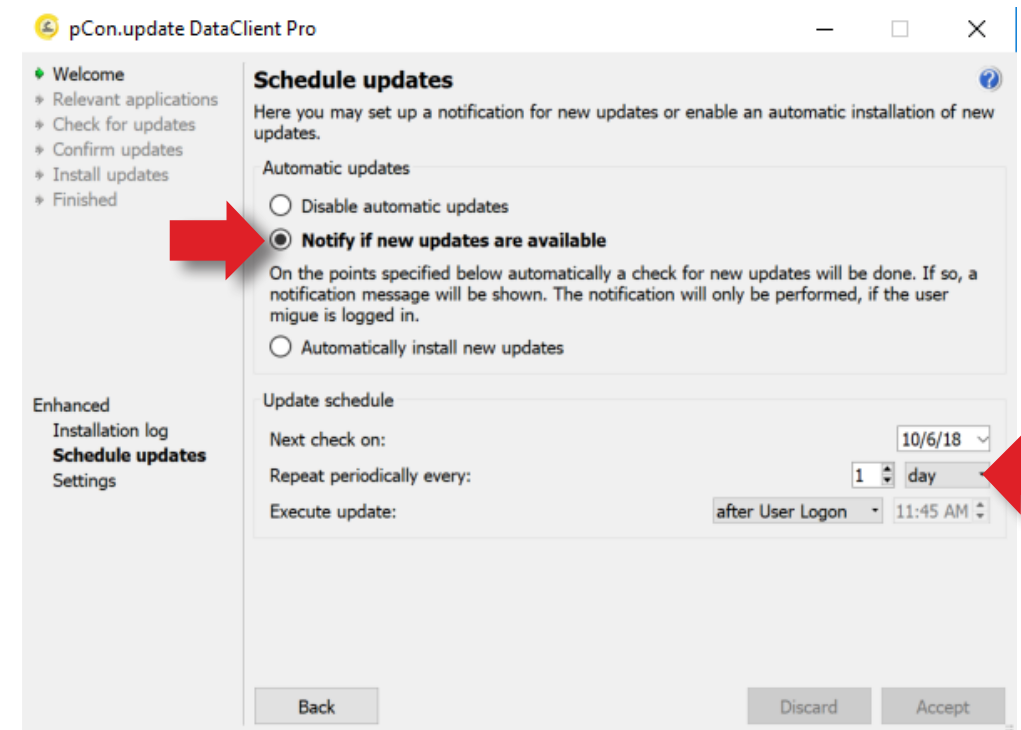 pCon.update DataClient Pro
Welcome
Relevant applications
Check for updates
Confirm updates
Install updates
Finished
Enhanced
Installation log
Schedule updates
Settings
Schedule updates
Here you may set up a notification for new updates or enable an automatic installation of new
updates.
Automatic updates
Disable automatic updates
Notify if new updates are available
On the points specified below automatically a check for new updates will be done. If so, a
notification message will be shown. The notification will only be performed, if the user
migue is logged in.
Automatically install new updates
Update schedule
Next check on: 10/6/18
Repeat periodically every: 1 day
Execute update: after User Logon 11:45 AM
Back Discard Accept